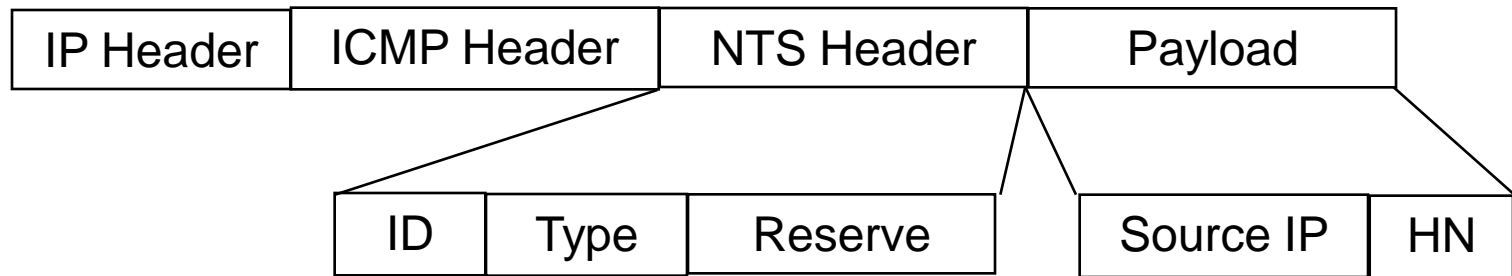 IP Header ICMP Header NTS Header Payload
ID Type Reserve Source IP HN